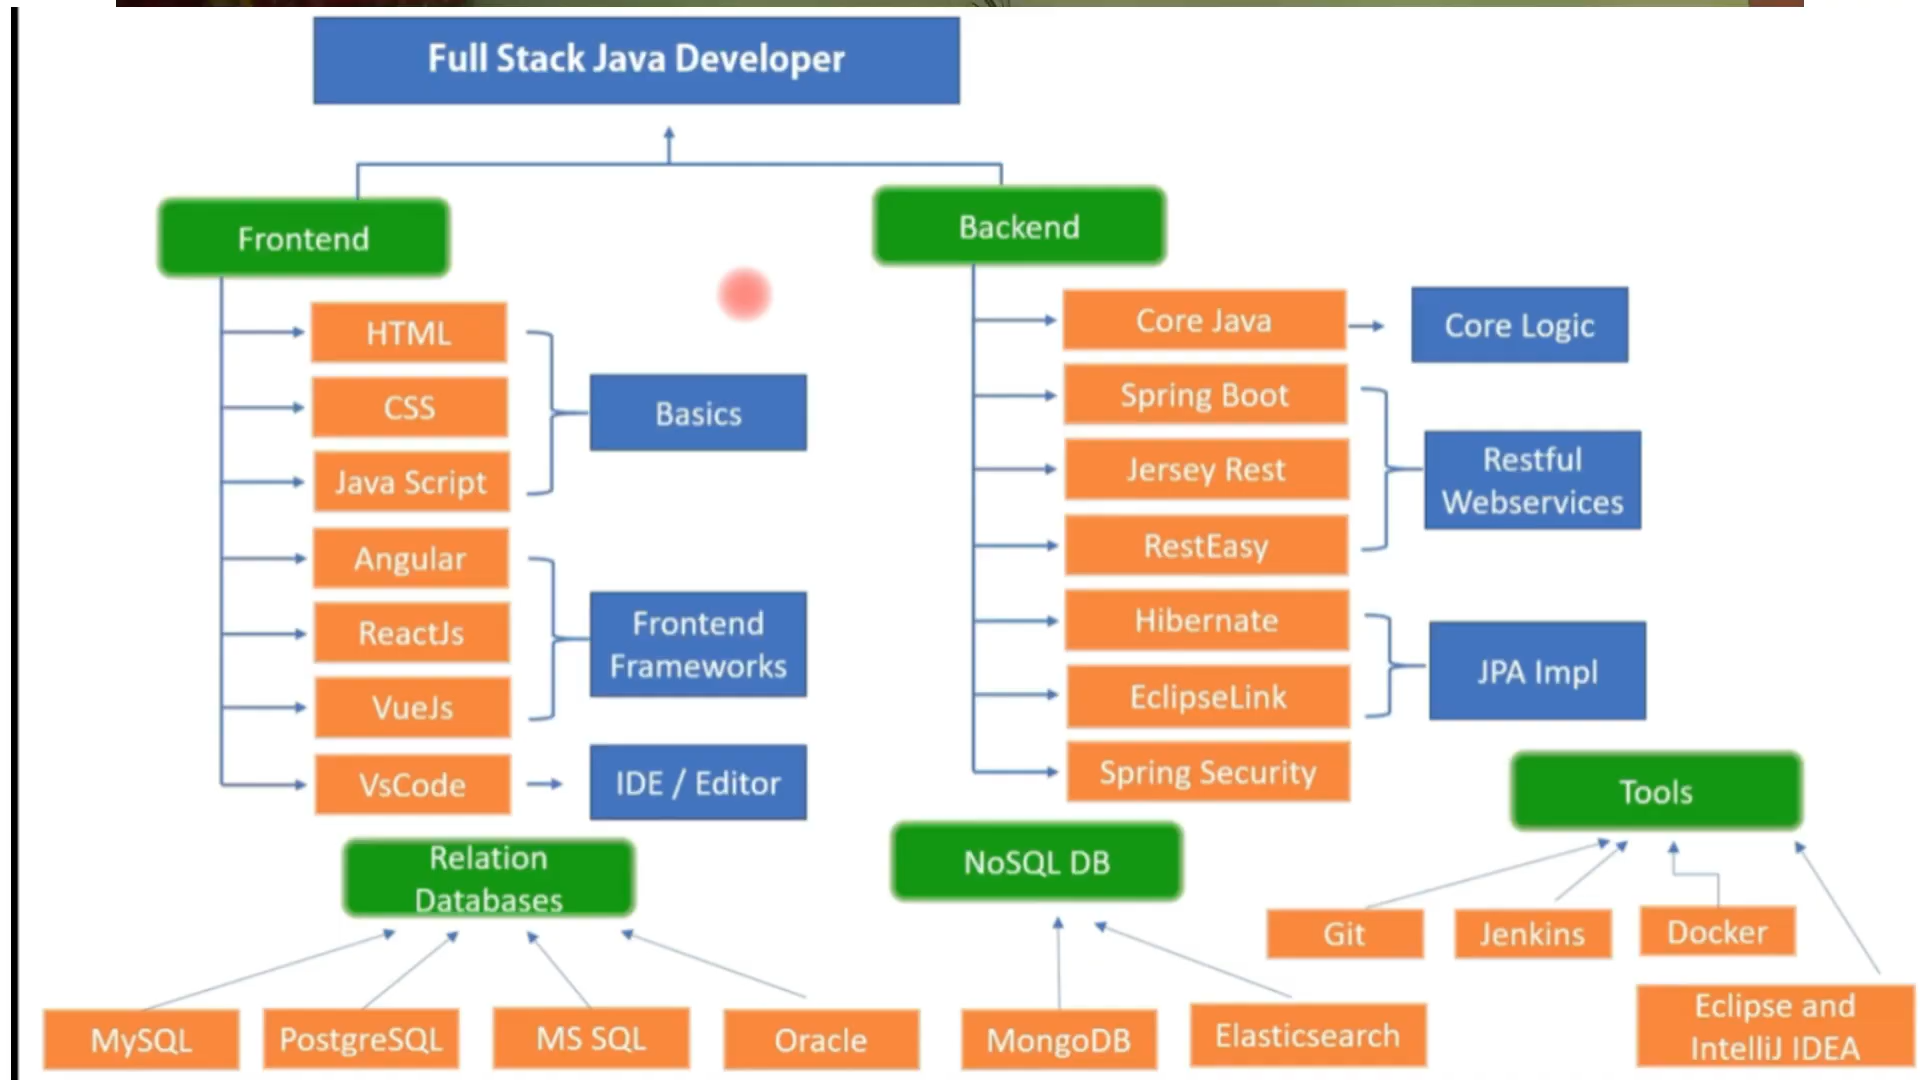 Full Stack Java Developer
Frontend
Backend
HTML
CSS
Java Script
Basics
Angular
ReactJs
VueJs
Frontend
Frameworks
VsCode
IDE / Editor
Core Java
Core Logic
Spring Boot
Jersey Rest
RestEasy
Restful
Webservices
Hibernate
EclipseLink
JPA Impl
Spring Security
Relation
Databases
MySQL
PostgreSQL
MS SQL
Oracle
NoSQL DB
MongoDB
Elasticsearch
Tools
Git
Jenkins
Docker
Eclipse and
IntelliJ IDEA